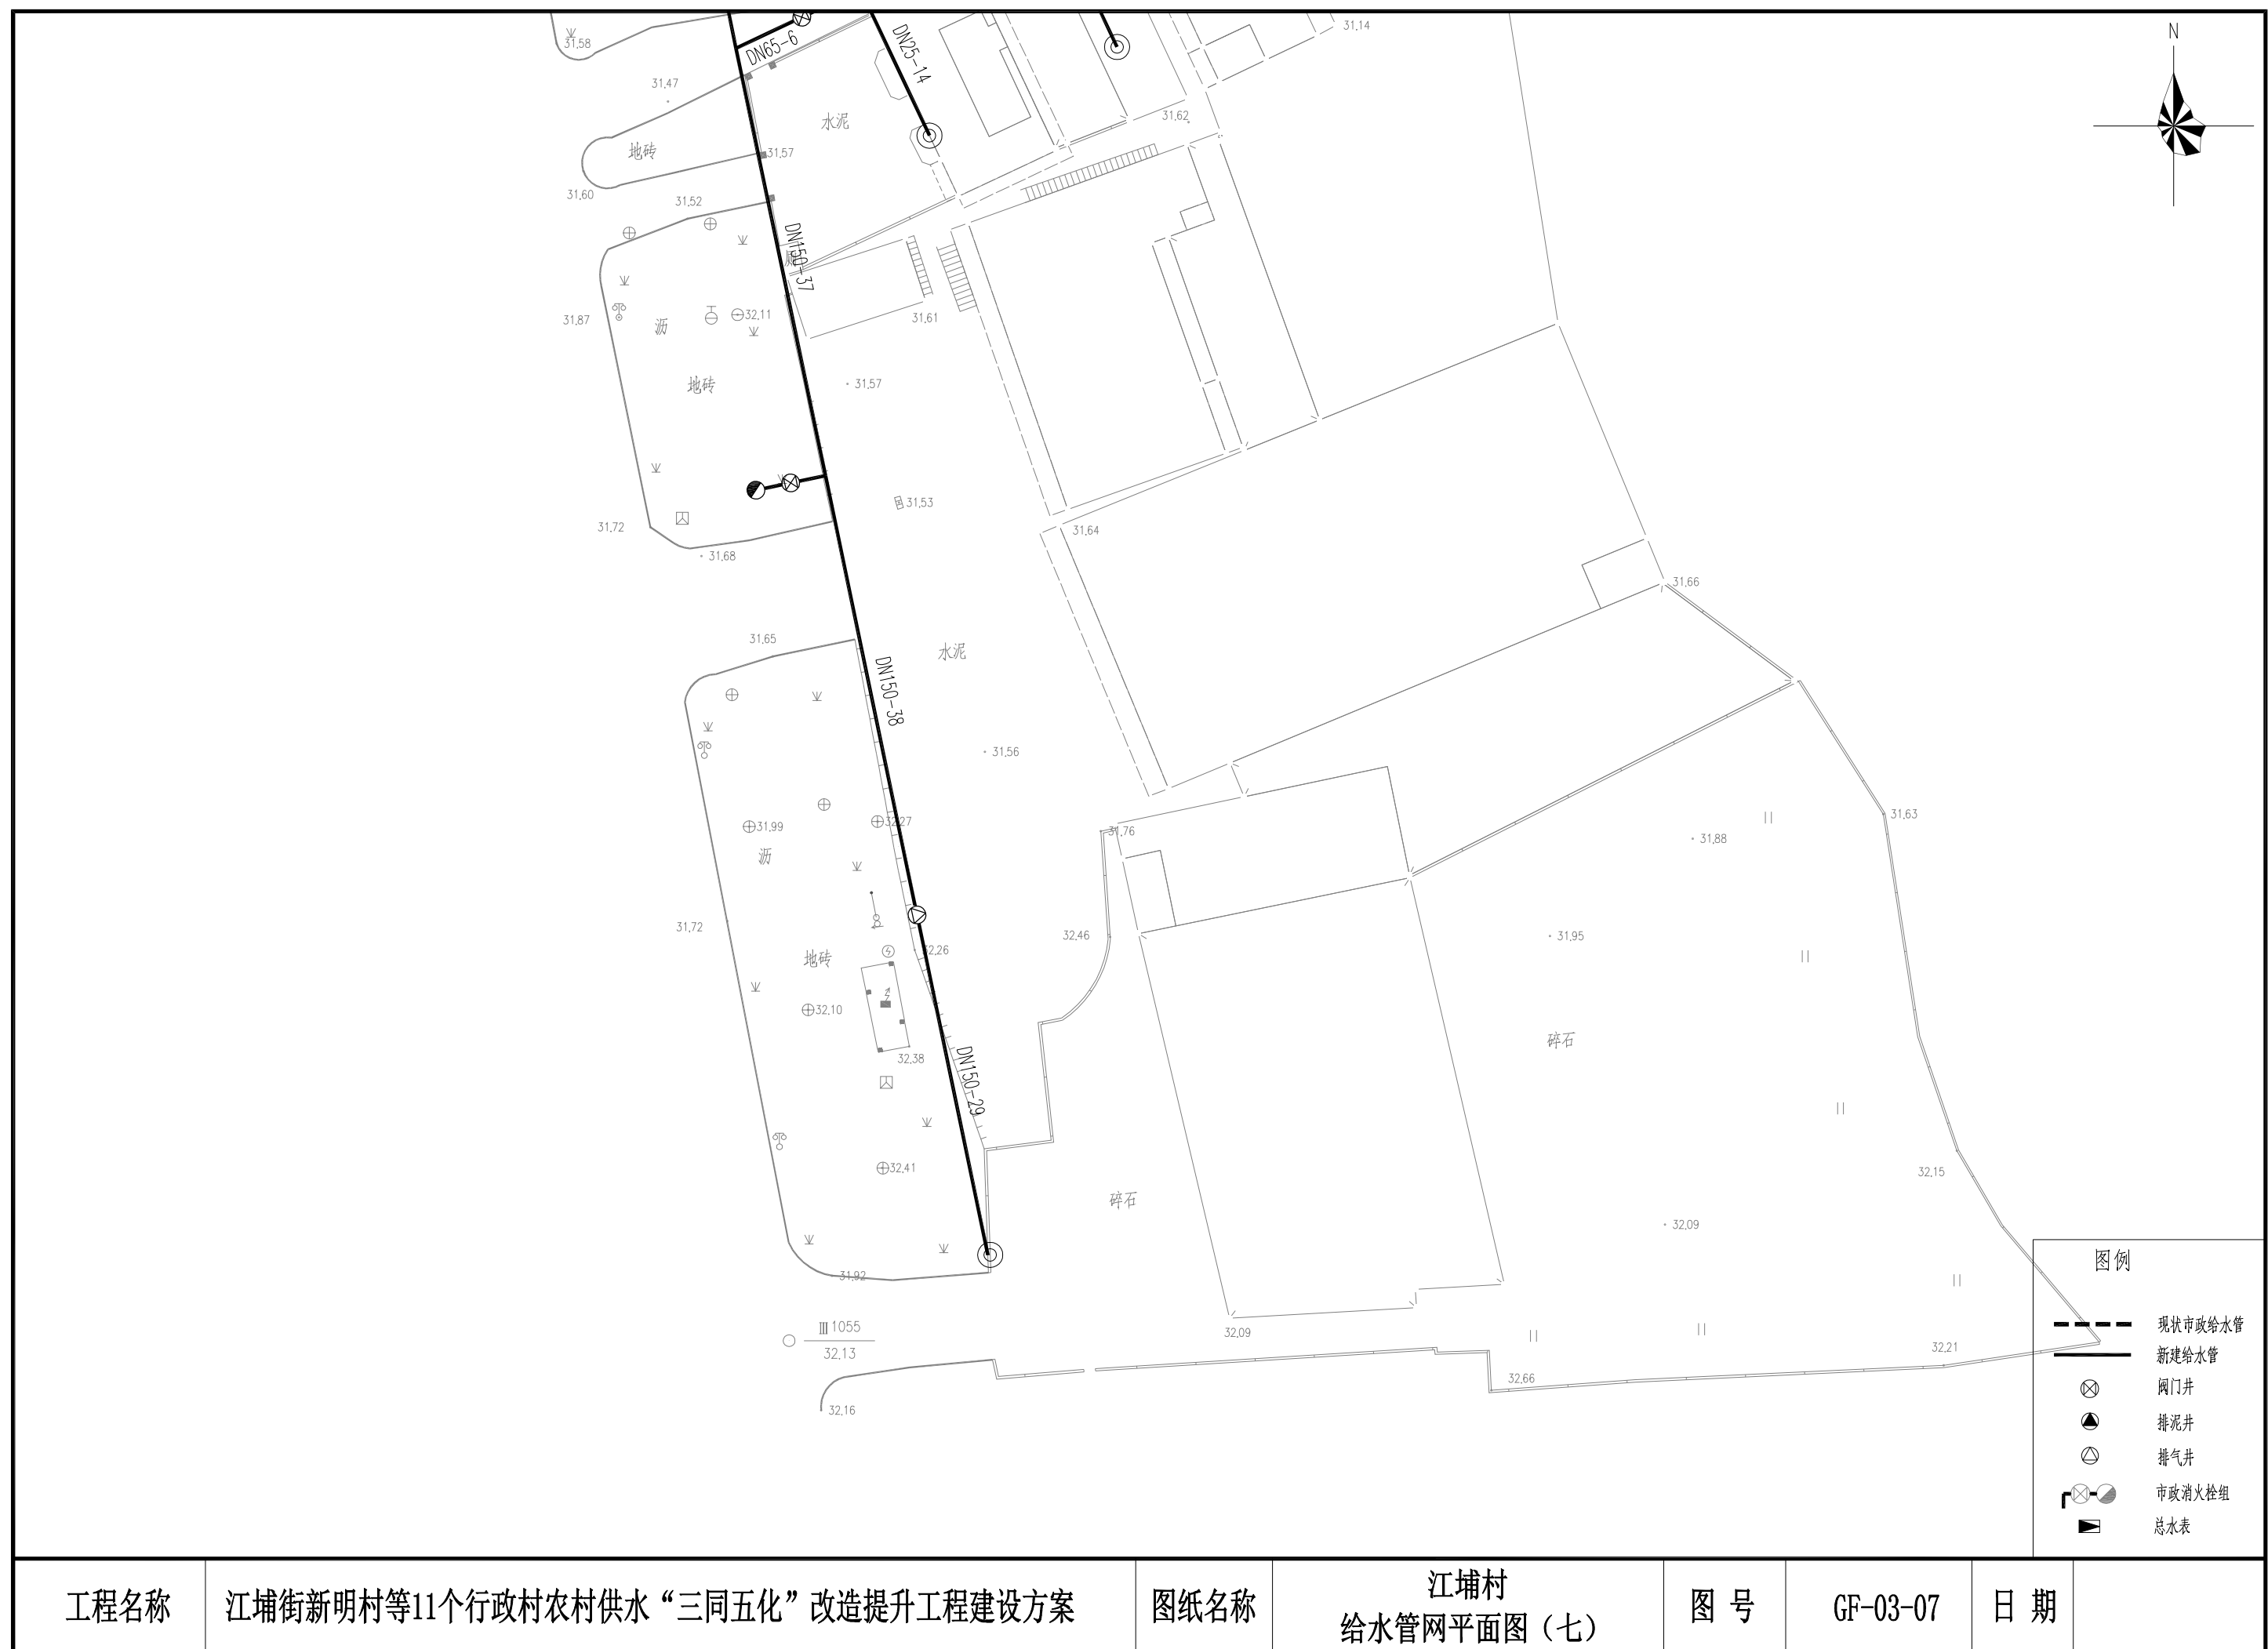 31.58
31.47
DN65-6
DN25-14
31.14
N
水泥
31.62
地砖
31.57
31.60
31.52
DN150-37
31.87
沥
32.11
31.61
地砖
31.57
31.53
31.72
31.68
31.64
31.66
31.65
水泥
DN150-38
31.56
31.99
32.27
31.76
31.88
31.63
沥
31.72
地砖
32.26
32.46
31.95
32.10
32.38
DN150-29
碎石
32.41
碎石
32.15
32.09
31.92
Ⅲ1055
32.13
32.09
32.21
32.66
32.16
图例
现状市政给水管
新建给水管
阀门井
排泥井
排气井
市政消火栓组
总水表
工程名称
江埔街新明村等11个行政村农村供水“三同五化”改造提升工程建设方案
图纸名称
江埔村
给水管网平面图（七）
图 号
GF-03-07
日 期